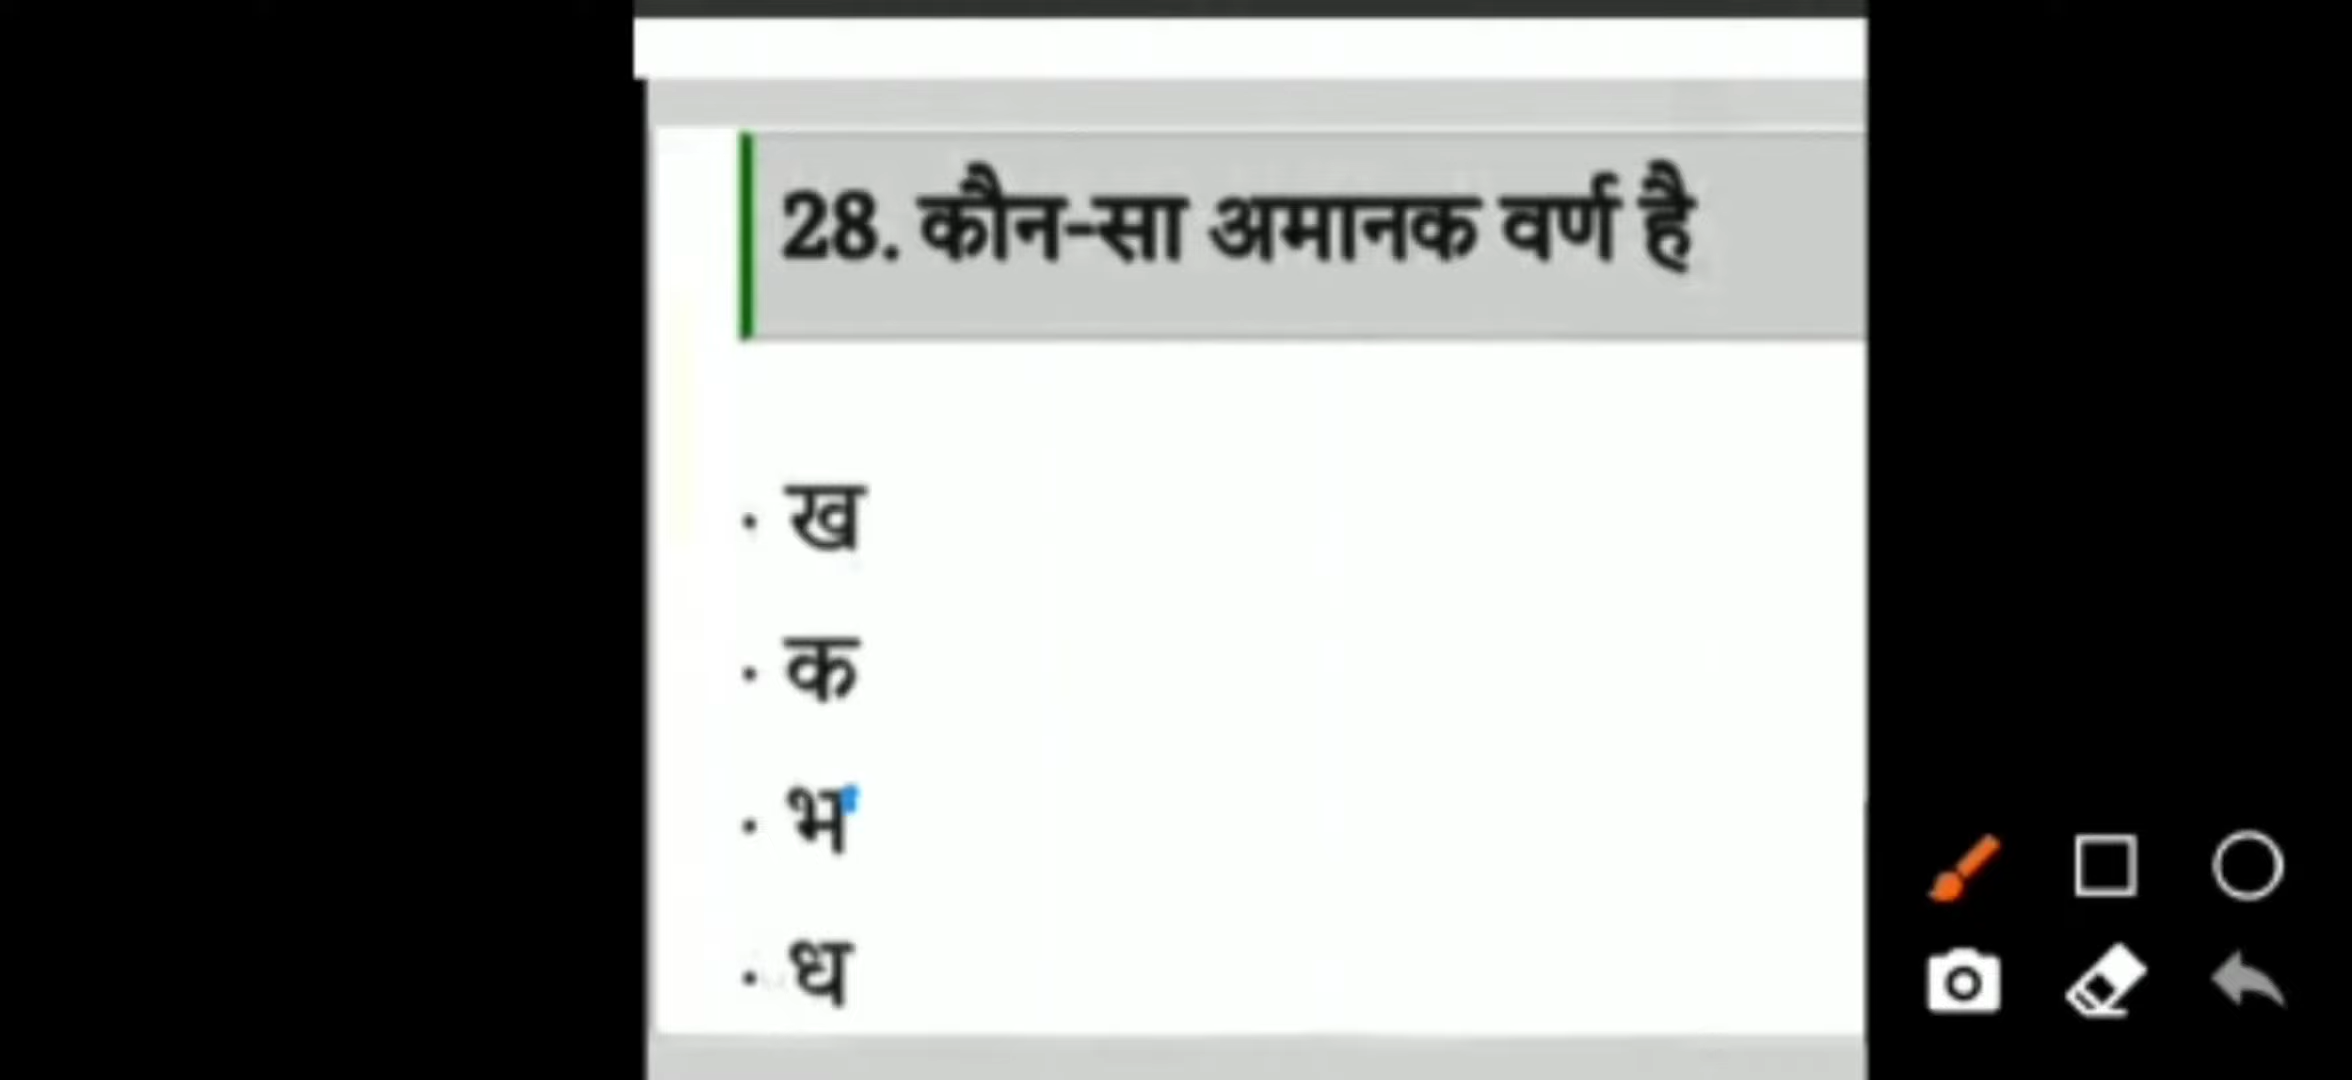 28. कौन-सा अमानक वर्ण है
· ख
· क
· भ
· ध